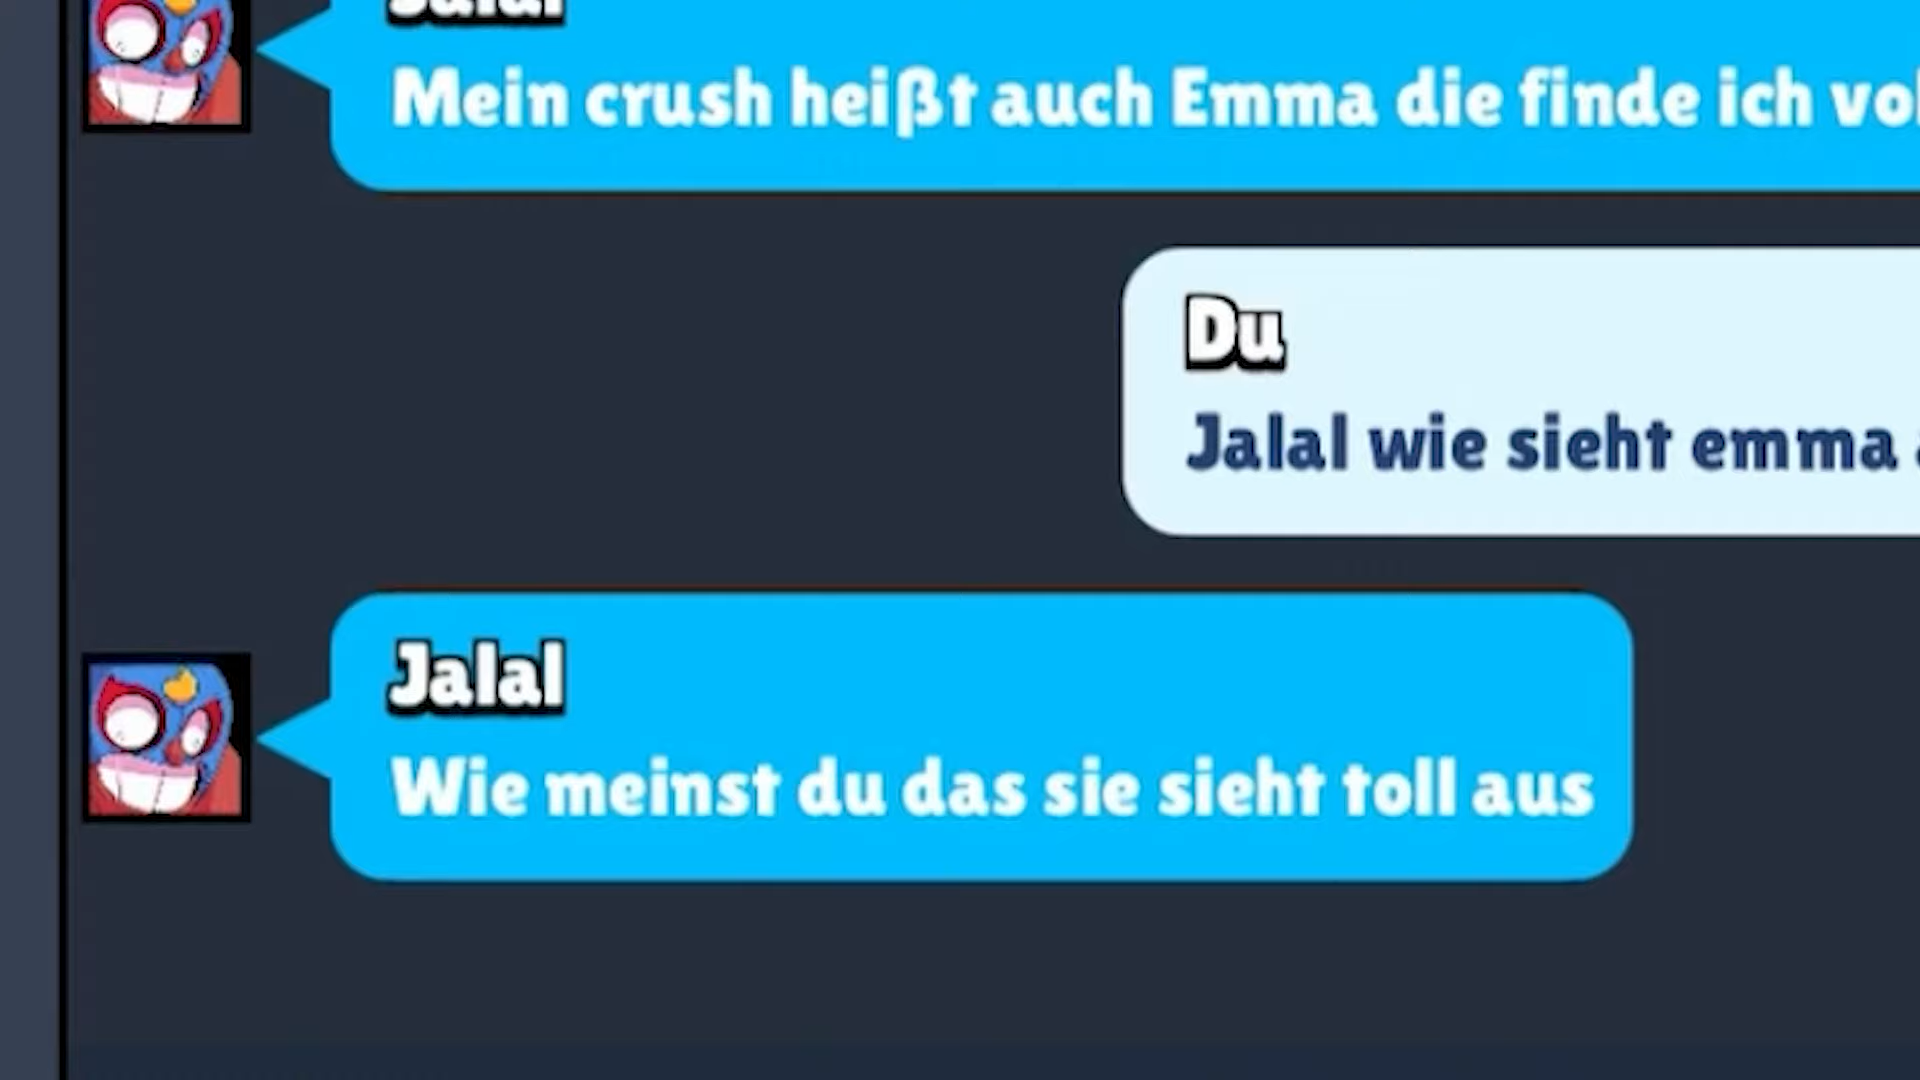 Jalal
Mein crush heißt auch Emma die finde ich
Du
Jalal wie sieht emma
Jalal
Wie meinst du das sie sieht toll aus